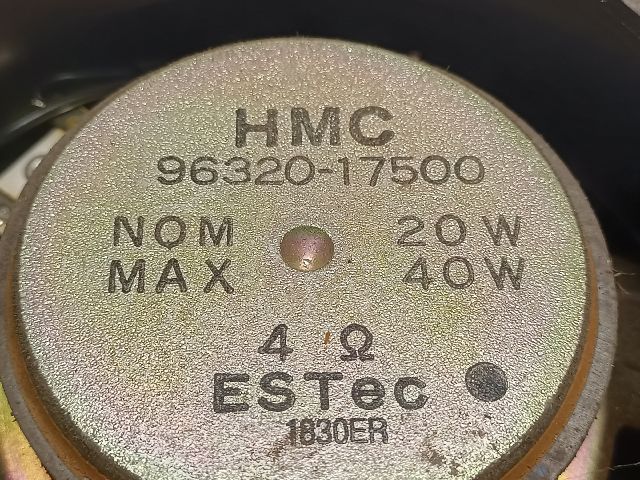 HMC
96320-17500
NOM 20W
MAX 40W
4 Ω
ESTec
1830ER